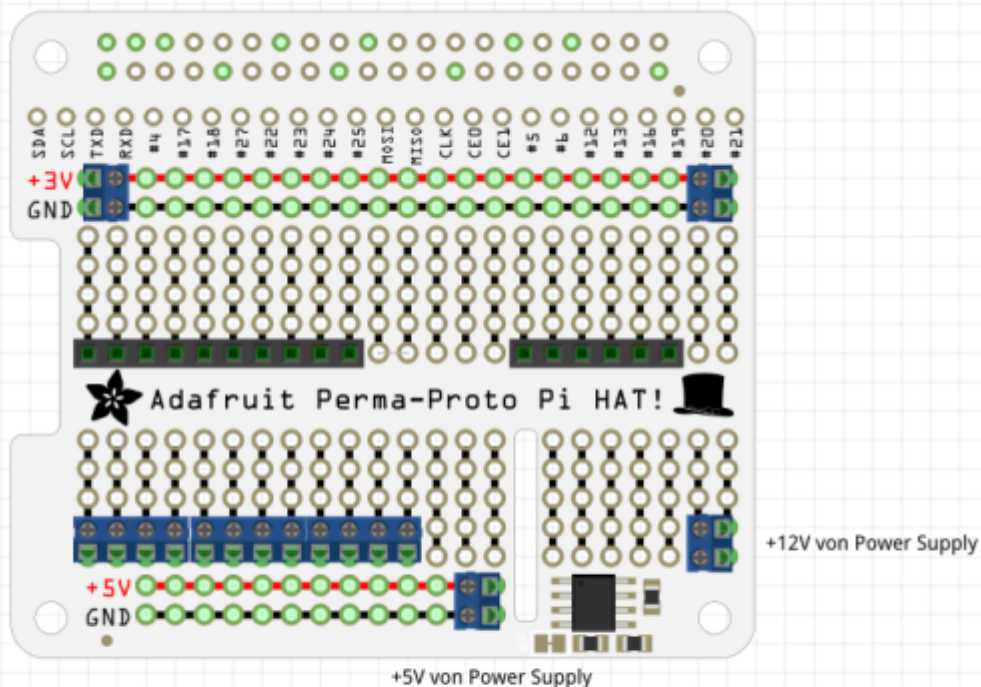 SDA SCL TXD RXD #4 #17 #18 #27 #22 #23 #24 #25 MOSI MISO CLK CE0 CE1 #5 #6 #12 #13 #16 #19 #20 #21
+3V
GND
Adafruit Perma-Proto Pi HAT!
+12V von Power Supply
+5V
GND
+5V von Power Supply